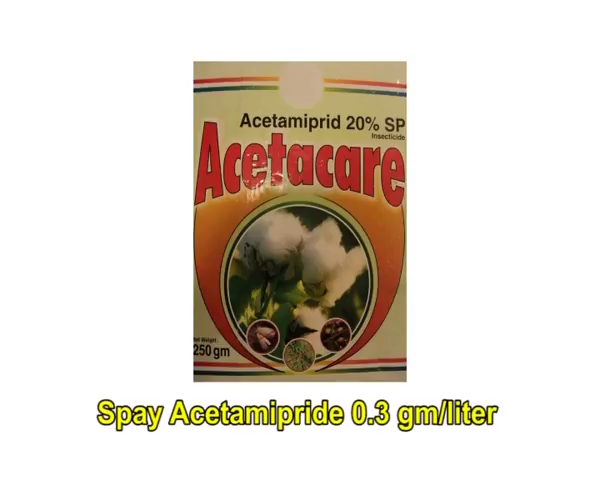 Acetamiprid 20% SP
Insecticide
Acetacare
Net Weight:
250 gm
Spay Acetamipride 0.3 gm/liter